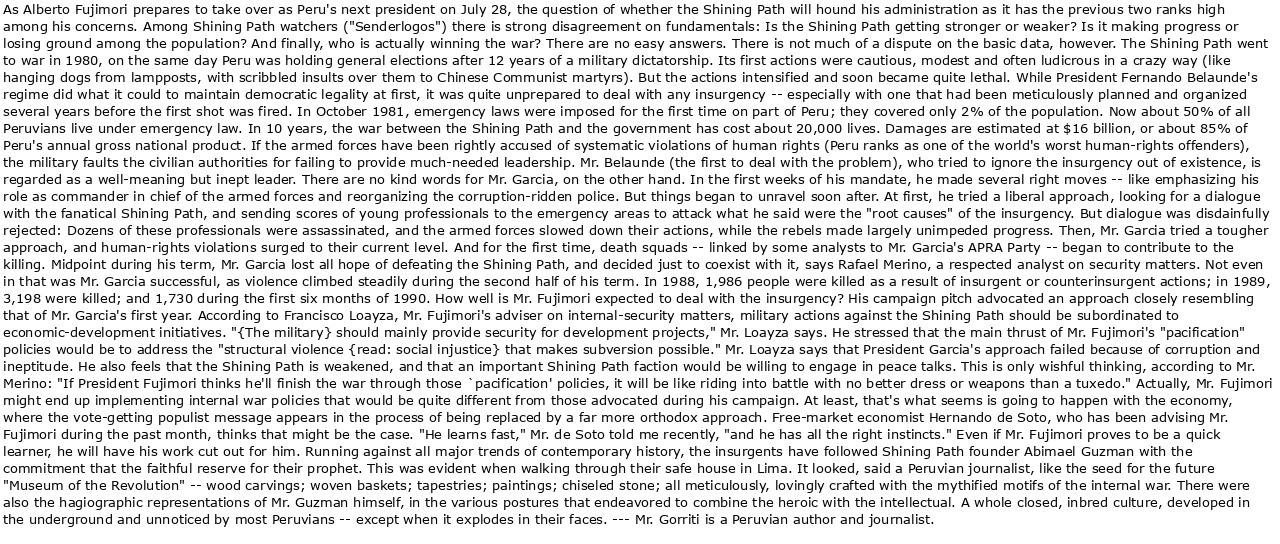 As Alberto Fujimori prepares to take over as Peru's next president on July 28, the question of whether the Shining Path will hound his administration as it has the previous two ranks high
among his concerns. Among Shining Path watchers ("Senderlogos") there is strong disagreement on fundamentals: Is the Shining Path getting stronger or weaker? Is it making progress or
losing ground among the population? And finally, who is actually winning the war? There are no easy answers. There is not much of a dispute on the basic data, however. The Shining Path went
to war in 1980, on the same day Peru was holding general elections after 12 years of a military dictatorship. Its first actions were cautious, modest and often ludicrous in a crazy way (like
hanging dogs from lampposts, with scribbled insults over them to Chinese Communist martyrs). But the actions intensified and soon became quite lethal. While President Fernando Belaunde's
regime did what it could to maintain democratic legality at first, it was quite unprepared to deal with any insurgency -- especially with one that had been meticulously planned and organized
several years before the first shot was fired. In October 1981, emergency laws were imposed for the first time on part of Peru; they covered only 2% of the population. Now about 50% of all
Peruvians live under emergency law. In 10 years, the war between the Shining Path and the government has cost about 20,000 lives. Damages are estimated at $16 billion, or about 85% of
Peru's annual gross national product. If the armed forces have been rightly accused of systematic violations of human rights (Peru ranks as one of the world's worst human-rights offenders),
the military faults the civilian authorities for failing to provide much-needed leadership. Mr. Belaunde (the first to deal with the problem), who tried to ignore the insurgency out of existence, is
regarded as a well-meaning but inept leader. There are no kind words for Mr. Garcia, on the other hand. In the first weeks of his mandate, he made several right moves -- like emphasizing his
role as commander in chief of the armed forces and reorganizing the corruption-ridden police. But things began to unravel soon after. At first, he tried a liberal approach, looking for a dialogue
with the fanatical Shining Path, and sending scores of young professionals to the emergency areas to attack what he said were the "root causes" of the insurgency. But dialogue was disdainfully
rejected: Dozens of these professionals were assassinated, and the armed forces slowed down their actions, while the rebels made largely unimpeded progress. Then, Mr. Garcia tried a tougher
approach, and human-rights violations surged to their current level. And for the first time, death squads -- linked by some analysts to Mr. Garcia's APRA Party -- began to contribute to the
killing. Midpoint during his term, Mr. Garcia lost all hope of defeating the Shining Path, and decided just to coexist with it, says Rafael Merino, a respected analyst on security matters. Not even
in that was Mr. Garcia successful, as violence climbed steadily during the second half of his term. In 1988, 1,986 people were killed as a result of insurgent or counterinsurgent actions; in 1989,
3,198 were killed; and 1,730 during the first six months of 1990. How well is Mr. Fujimori expected to deal with the insurgency? His campaign pitch advocated an approach closely resembling
that of Mr. Garcia's first year. According to Francisco Loayza, Mr. Fujimori's adviser on internal-security matters, military actions against the Shining Path should be subordinated to
economic-development initiatives. "{The military} should mainly provide security for development projects," Mr. Loayza says. He stressed that the main thrust of Mr. Fujimori's "pacification"
policies would be to address the "structural violence {read: social injustice} that makes subversion possible." Mr. Loayza says that President Garcia's approach failed because of corruption and
ineptitude. He also feels that the Shining Path is weakened, and that an important Shining Path faction would be willing to engage in peace talks. This is only wishful thinking, according to Mr.
Merino: "If President Fujimori thinks he'll finish the war through those `pacification' policies, it will be like riding into battle with no better dress or weapons than a tuxedo." Actually, Mr. Fujimori
might end up implementing internal war policies that would be quite different from those advocated during his campaign. At least, that's what seems is going to happen with the economy,
where the vote-getting populist message appears in the process of being replaced by a far more orthodox approach. Free-market economist Hernando de Soto, who has been advising Mr.
Fujimori during the past month, thinks that might be the case. "He learns fast," Mr. de Soto told me recently, "and he has all the right instincts." Even if Mr. Fujimori proves to be a quick
learner, he will have his work cut out for him. Running against all major trends of contemporary history, the insurgents have followed Shining Path founder Abimael Guzman with the
commitment that the faithful reserve for their prophet. This was evident when walking through their safe house in Lima. It looked, said a Peruvian journalist, like the seed for the future
"Museum of the Revolution" -- wood carvings; woven baskets; tapestries; paintings; chiseled stone; all meticulously, lovingly crafted with the mythified motifs of the internal war. There were
also the hagiographic representations of Mr. Guzman himself, in the various postures that endeavored to combine the heroic with the intellectual. A whole closed, inbred culture, developed in
the underground and unnoticed by most Peruvians -- except when it explodes in their faces. --- Mr. Gorriti is a Peruvian author and journalist.